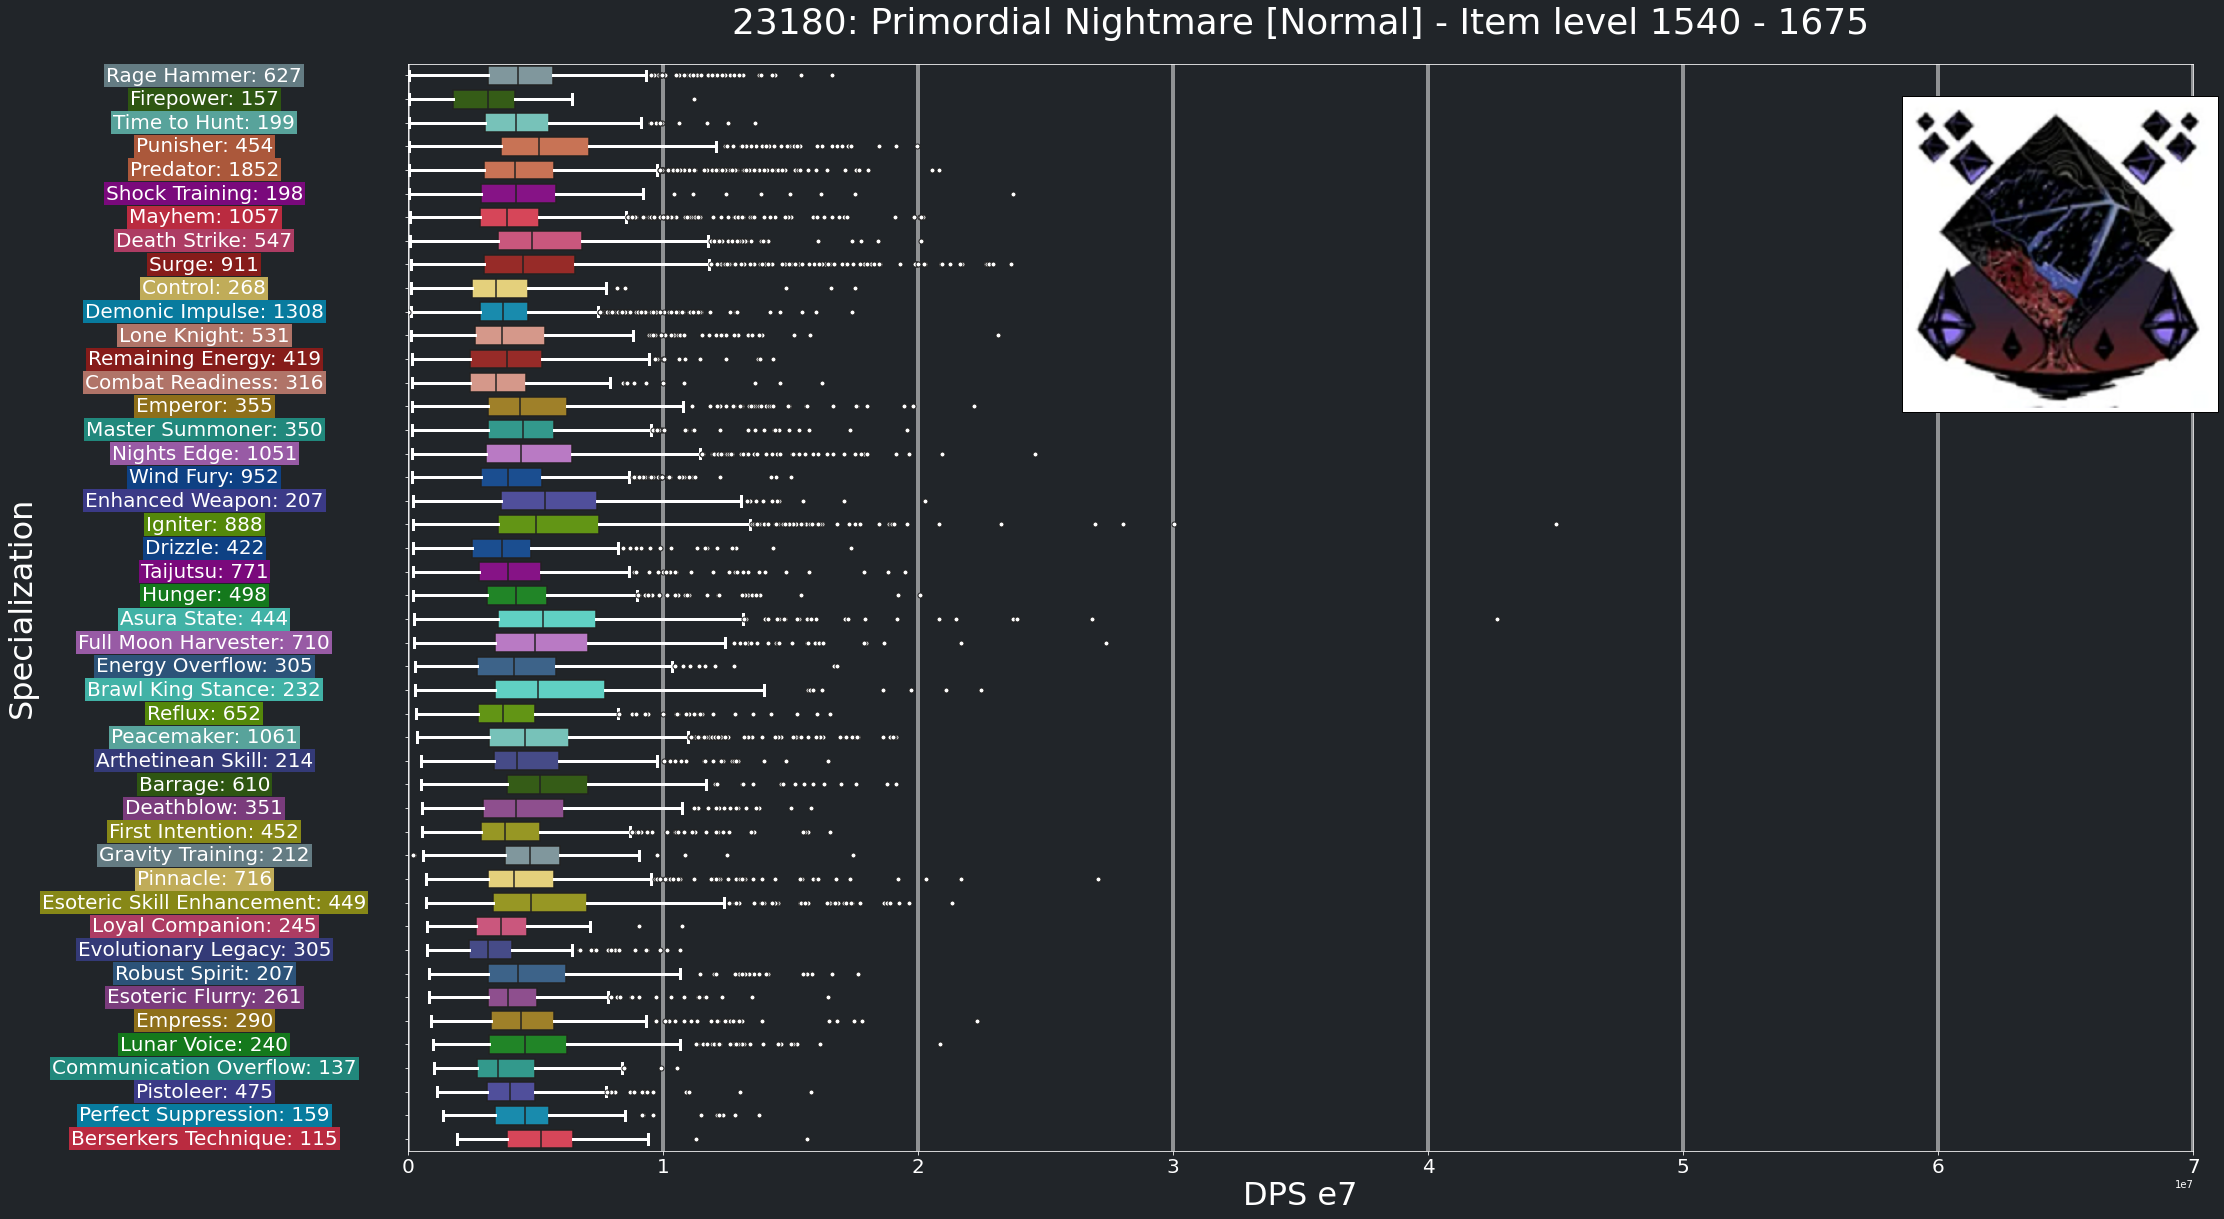 23180: Primordial Nightmare [Normal] - Item level 1540 - 1675
Rage Hammer: 627
Firepower: 157
Time to Hunt: 199
Punisher: 454
Predator: 1852
Shock Training: 198
Mayhem: 1057
Death Strike: 547
Surge: 911
Control: 268
Demonic Impulse: 1308
Lone Knight: 531
Remaining Energy: 419
Combat Readiness: 316
Emperor: 355
Master Summoner: 350
Nights Edge: 1051
Wind Fury: 952
Enhanced Weapon: 207
Igniter: 888
Drizzle: 422
Taijutsu: 771
Hunger: 498
Asura State: 444
Full Moon Harvester: 710
Energy Overflow: 305
Brawl King Stance: 232
Reflux: 652
Peacemaker: 1061
Arthetinean Skill: 214
Barrage: 610
Deathblow: 351
First Intention: 452
Gravity Training: 212
Pinnacle: 716
Esoteric Skill Enhancement: 449
Loyal Companion: 245
Evolutionary Legacy: 305
Robust Spirit: 207
Esoteric Flurry: 261
Empress: 290
Lunar Voice: 240
Communication Overflow: 137
Pistoleer: 475
Perfect Suppression: 159
Berserkers Technique: 115
Specialization
0 1 2 3 4 5 6 7
1e7
DPS e7